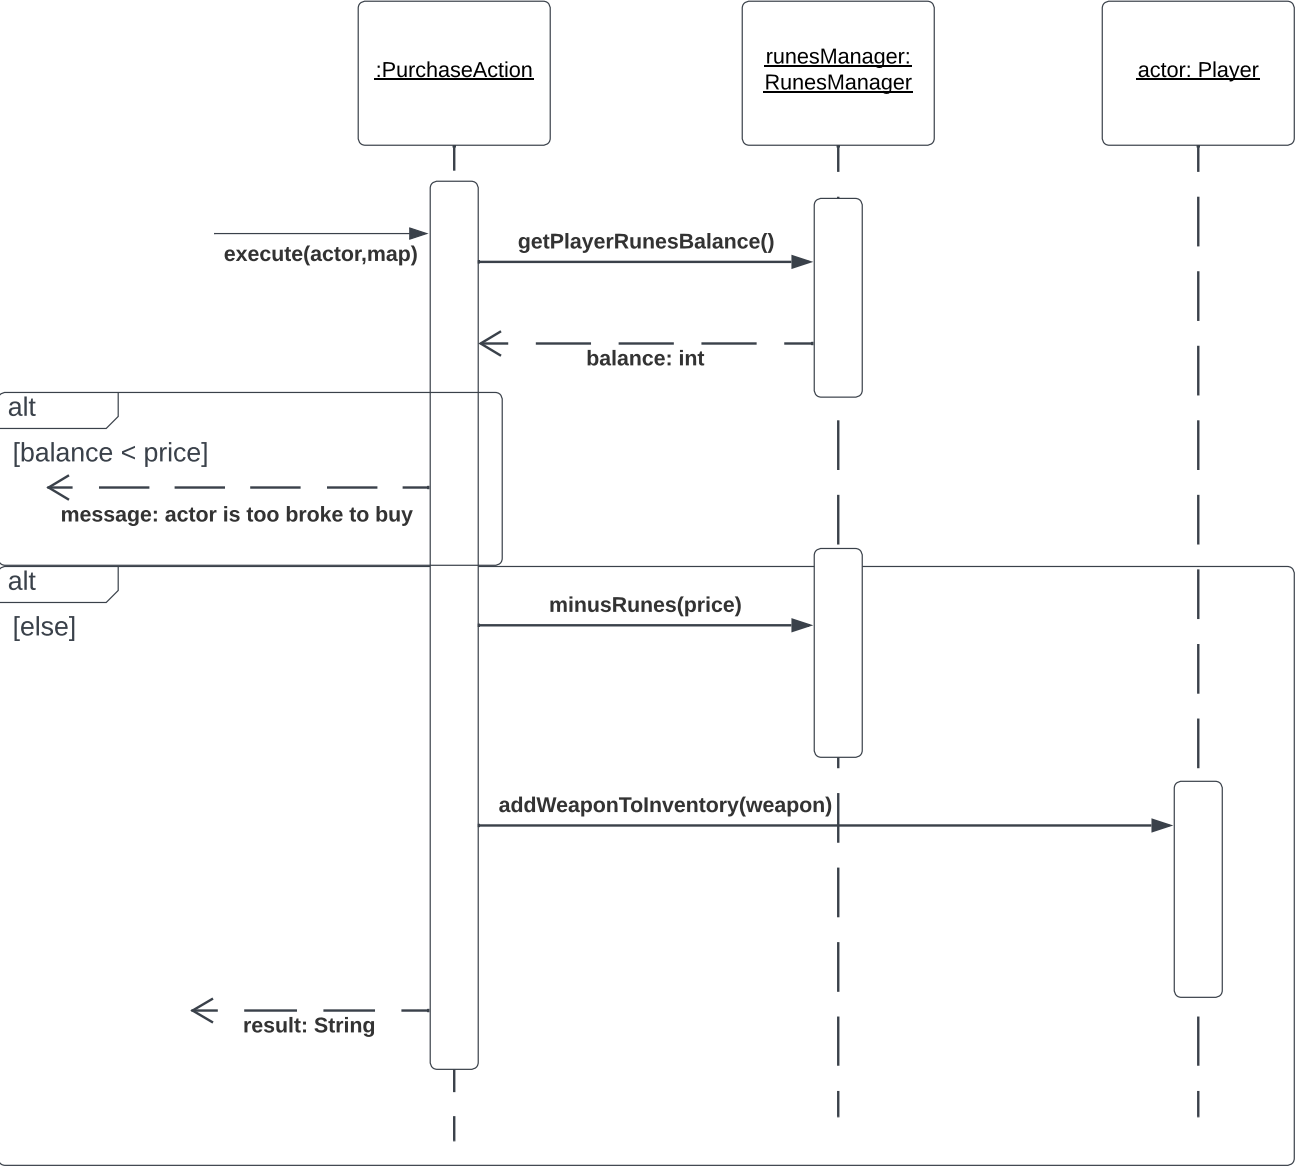 :PurchaseAction
runesManager:
RunesManager
actor: Player
execute(actor,map)
getPlayerRunesBalance()
balance: int
alt
[balance < price]
message: actor is too broke to buy
alt
[else]
minusRunes(price)
addWeaponToInventory(weapon)
result: String